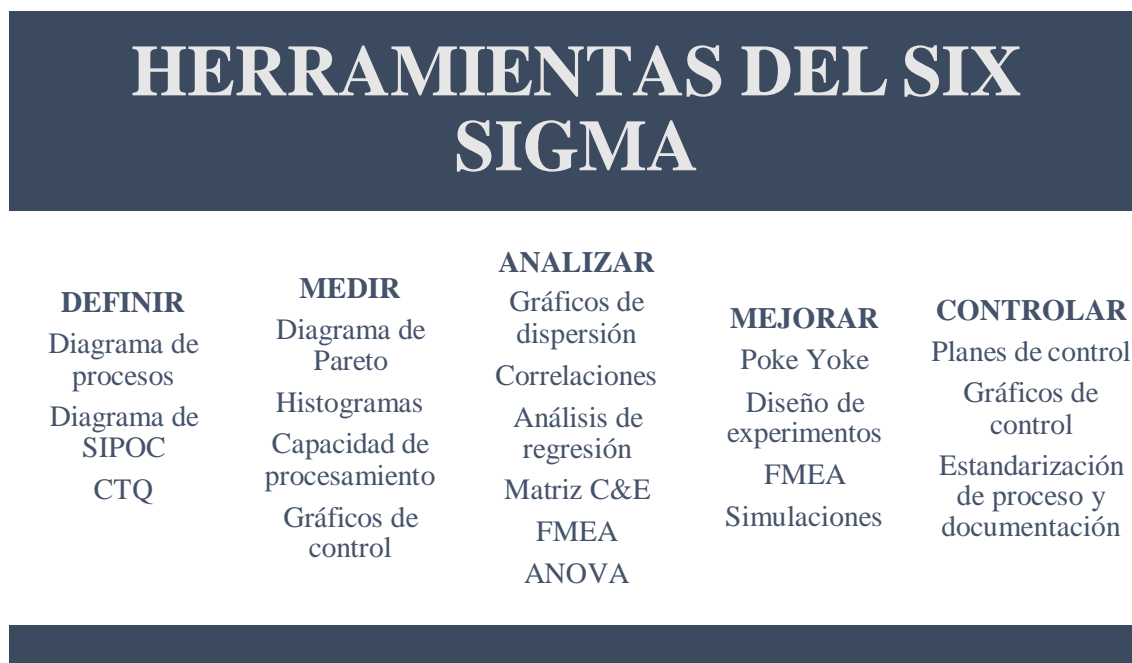 HERRAMIENTAS DEL SIX
SIGMA
DEFINIR
Diagrama de
procesos
Diagrama de
SIPOC
CTQ
MEDIR
Diagrama de
Pareto
Histogramas
Capacidad de
procesamiento
Gráficos de
control
ANALIZAR
Gráficos de
dispersión
Correlaciones
Análisis de
regresión
Matriz C&E
FMEA
ANOVA
MEJORAR
Poke Yoke
Diseño de
experimentos
FMEA
Simulaciones
CONTROLAR
Planes de control
Gráficos de
control
Estandarización
de proceso y
documentación